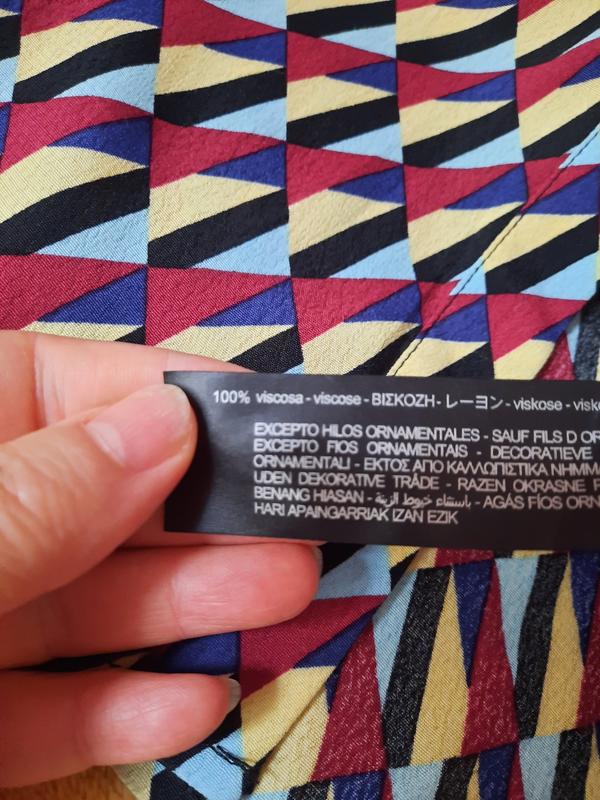 100% viscosa - viscose - ΒΙΣΚΟΖΗ - レーヨン - viskose -
EXCEPTO HILOS ORNAMENTALES - SAUF FILS D
EXCEPTO FIOS ORNAMENTAIS - DECORATIEVE
ORNAMENTALI - ΕΚΤΟΣ ΑΠΟ ΚΑΛΛΩΠΙΣΤΙΚΑ
UDEN DEKORATIVE TRÅDE - RAZEN OKRASNE
BENANG HIASAN - باستثناء خيوط الزينة - AGÁS FÍOS
HARI APAINGARRIAK IZAN EZIK